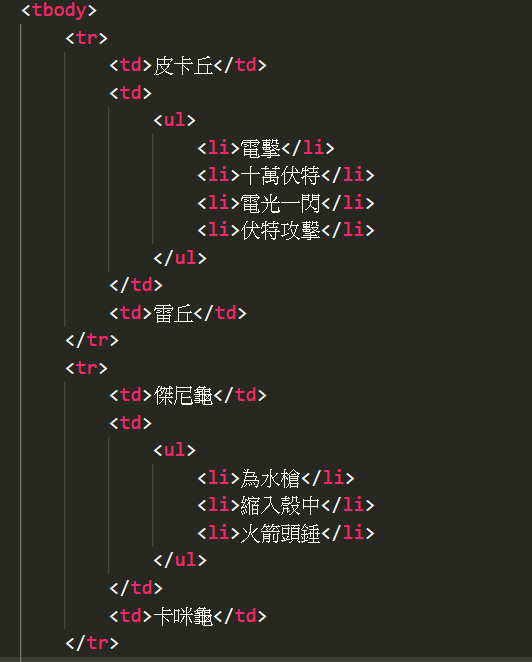 <tbody>
<tr>
<td>皮卡丘</td>
<td>
<ul>
<li>電擊</li>
<li>十萬伏特</li>
<li>電光一閃</li>
<li>伏特攻擊</li>
</ul>
</td>
<td>雷丘</td>
</tr>
<tr>
<td>傑尼龜</td>
<td>
<ul>
<li>為水槍</li>
<li>縮入殼中</li>
<li>火箭頭錘</li>
</ul>
</td>
<td>卡咪龜</td>
</tr>